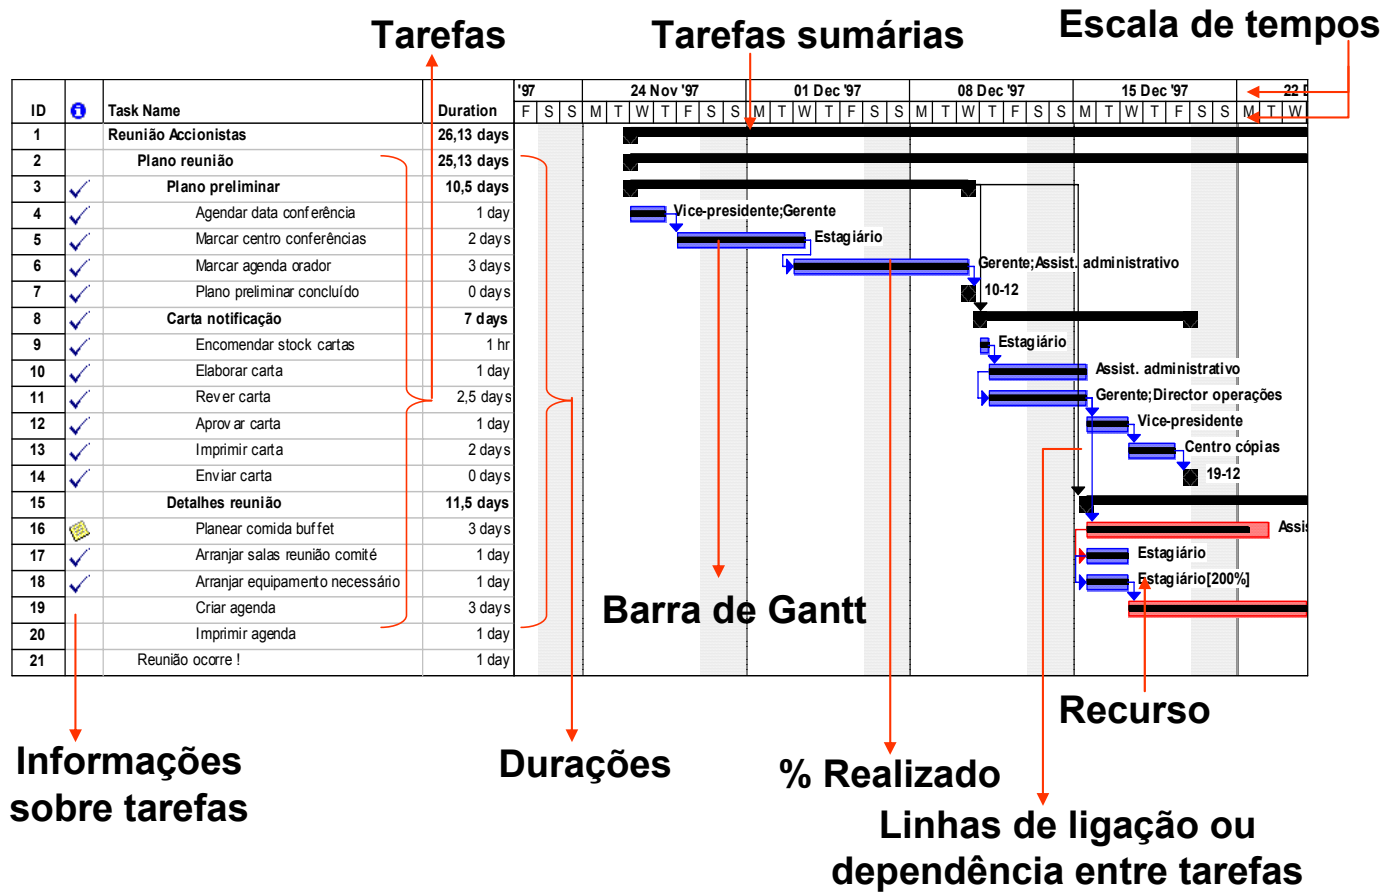 Tarefas
Tarefas sumárias
Escala de tempos
'97
24 Nov '97
01 Dec '97
08 Dec '97
15 Dec '97
22 D
ID Task Name Duration
F S S M T W T F S S M T W T F S S M T W T F S S M T W T F S S M T W
1 Reunião Accionistas 26,13 days
2 Plano reunião 25,13 days
3 Plano preliminar 10,5 days
4 Agendar data conferência 1 day Vice-presidente;Gerente
5 Marcar centro conferências 2 days Estagiário
6 Marcar agenda orador 3 days Gerente;Assist. administrativo
7 Plano preliminar concluído 0 days 10-12
8 Carta notificação 7 days
9 Encomendar stock cartas 1 hr Estagiário
10 Elaborar carta 1 day Assist. administrativo
11 Rever carta 2,5 days Gerente;Director operações
12 Aprovar carta 1 day Vice-presidente
13 Imprimir carta 2 days Centro cópias
14 Enviar carta 0 days 19-12
15 Detalhes reunião 11,5 days
16 Planear comida buffet 3 days Assis
17 Arranjar salas reunião comité 1 day Estagiário
18 Arranjar equipamento necessário 1 day Estagiário[200%]
19 Criar agenda 3 days
20 Imprimir agenda 1 day
21 Reunião ocorre ! 1 day
Barra de Gantt
Recurso
Informações
sobre tarefas
Durações
% Realizado
Linhas de ligação ou
dependência entre tarefas